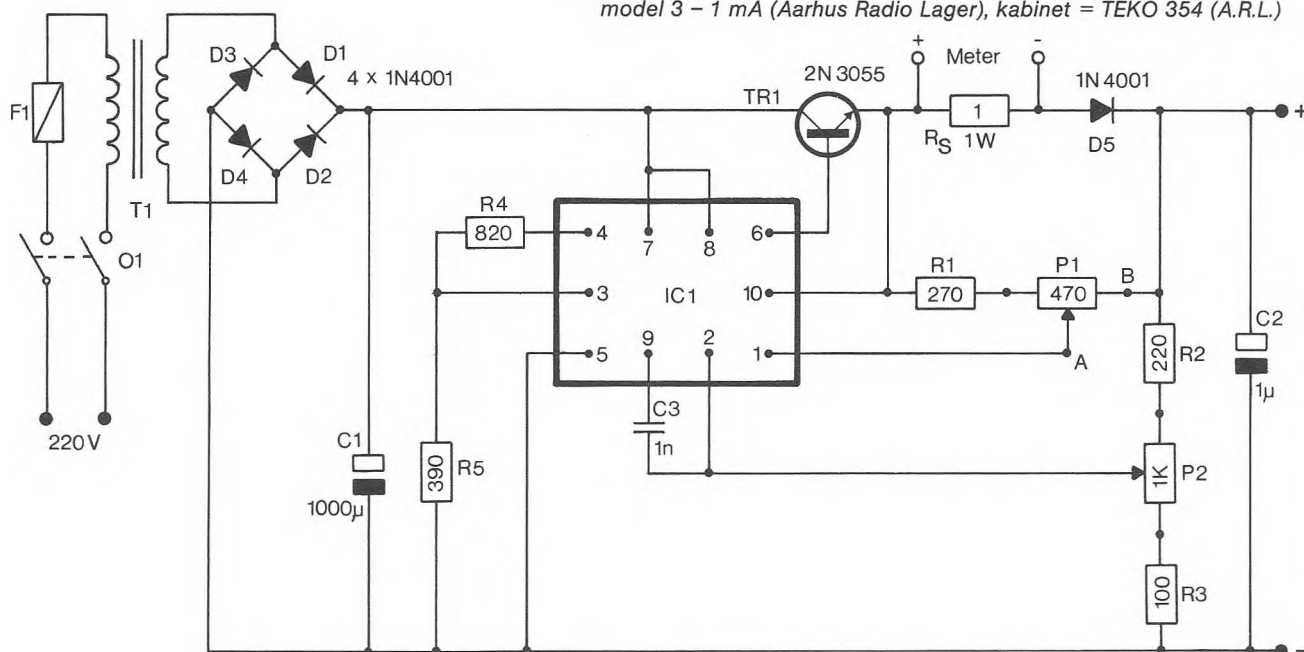 model 3 – 1 mA (Aarhus Radio Lager), kabinet = TEKO 354 (A.R.L.)
+ Meter -
D3 D1
4 x 1N4001
2N 3055
1N 4001
F1
TR1
1
+
RS 1W
D5
D4 D2
T1
R4
820
4 7 8 6
O1
R1
270
P1
470
B
3 IC1 10
C2
5 9 2 1
A
220
R2
1µ
C3
1n
220V
C1
390
R5
1K
P2
1000µ
100
R3
-